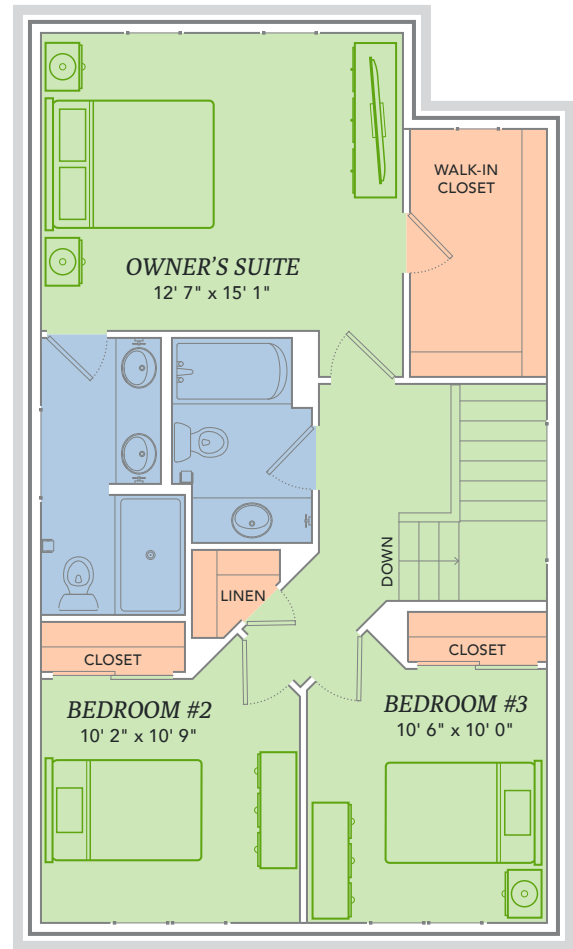 WALK-IN
CLOSET
OWNER'S SUITE
12' 7" x 15' 1"
DOWN
LINEN
CLOSET
CLOSET
BEDROOM #2
10' 2" x 10' 9"
BEDROOM #3
10' 6" x 10' 0"